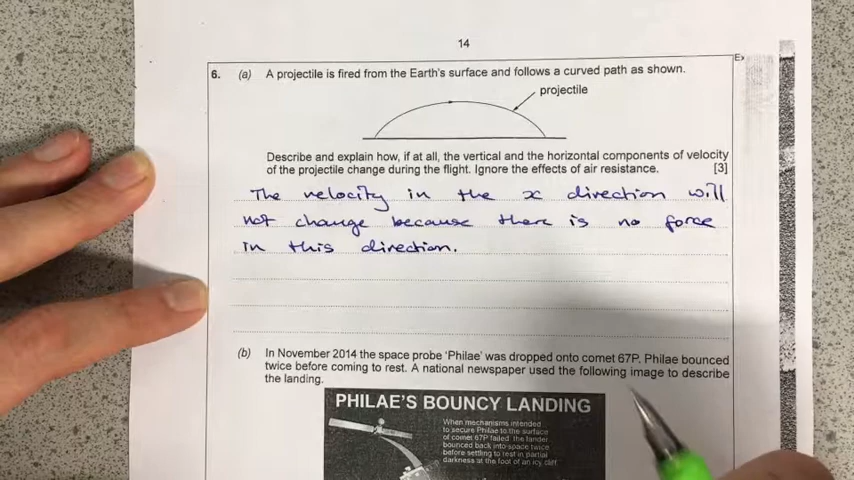 14
Ex
6. (a) A projectile is fired from the Earth's surface and follows a curved path as shown.
projectile
Describe and explain how, if at all, the vertical and the horizontal components of velocity
of the projectile change during the flight. Ignore the effects of air resistance. [3]
The velocity in the x direction will
not change because there is no force
in this direction.
(b) In November 2014 the space probe 'Philae' was dropped onto comet 67P. Philae bounced
twice before coming to rest. A national newspaper used the following image to describe
the landing.
PHILAE'S BOUNCY LANDING
When mechanisms intended
to secure Philae to the surface
of comet 67P failed the lander
bounced back into space twice
before settling to rest in partial
darkness at the foot of an icy cliff